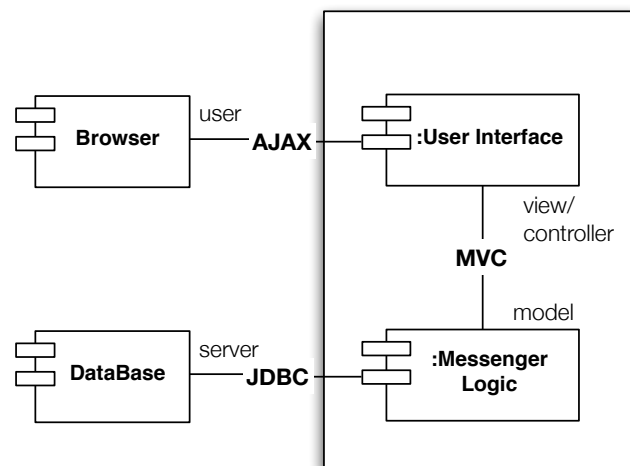 user
Browser
AJAX
:User Interface
view/
controller
MVC
model
server
DataBase
JDBC
:Messenger
Logic